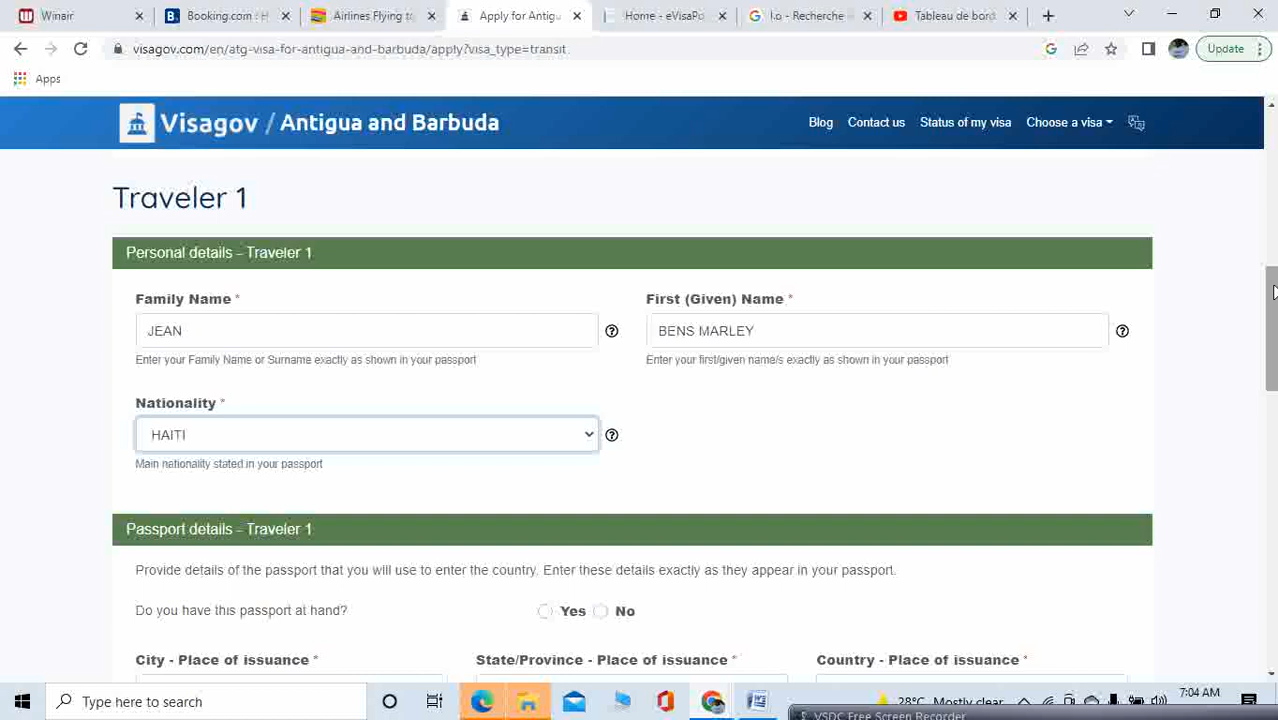 Winair
Booking.com : H
Airlines Flying to
Apply for Antigu
Home - eVisaPo
- Recherche
Tableau de bord
visagov.com/en/atg-visa-for-antigua-and-barbuda/apply?visa_type=transit
Update
Apps
Visagov / Antigua and Barbuda
Blog
Contact us
Status of my visa
Choose a visa
Traveler 1
Personal details - Traveler 1
Family Name *
First (Given) Name *
JEAN
BENS MARLEY
Enter your Family Name or Surname exactly as shown in your passport
Enter your first/given name/s exactly as shown in your passport
Nationality *
HAITI
Main nationality stated in your passport
Passport details - Traveler 1
Provide details of the passport that you will use to enter the country. Enter these details exactly as they appear in your passport.
Do you have this passport at hand?
Yes
No
City - Place of issuance *
State/Province - Place of issuance *
Country - Place of issuance *
Type here to search
28°C Mostly clear
7:04 AM
VSDC Free Screen Recorder